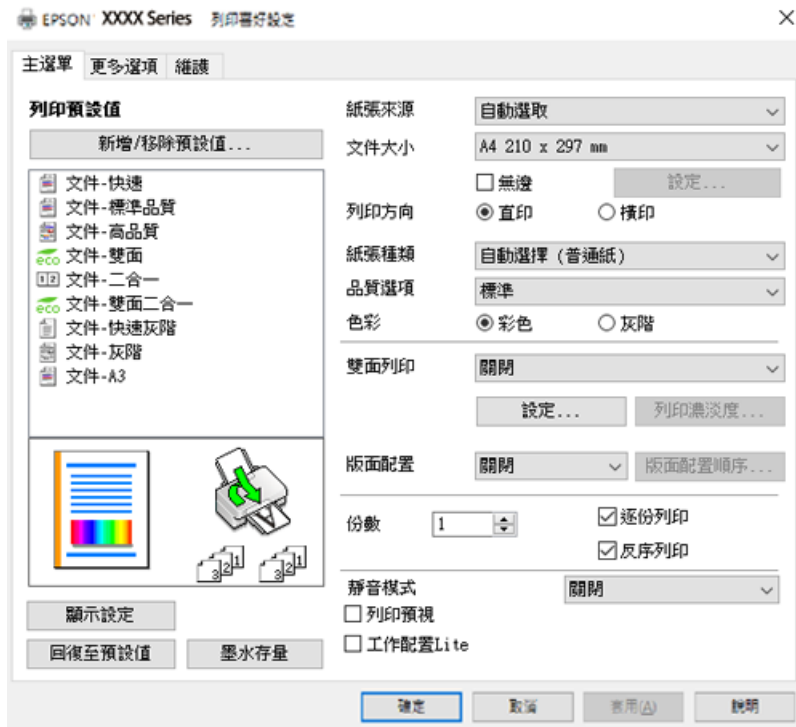 EPSON XXXX Series 列印喜好設定
主選單 更多選項 維護
列印預設值
新增/移除預設值...
文件-快速
文件-標準品質
文件-高品質
eco 文件-雙面
1 2 文件-二合一
eco 文件-雙面二合一
文件-快速灰階
文件-灰階
文件-A3
3 2 1 3 2 1
顯示設定
回復至預設值 墨水存量
紙張來源 自動選取
文件大小 A4 210 x 297 mm
無邊 設定...
列印方向 直印 橫印
紙張種類 自動選擇 (普通紙)
品質選項 標準
色彩 彩色 灰階
雙面列印 關閉
設定... 列印濃淡度...
版面配置 關閉 版面配置順序...
份數 1 逐份列印
反序列印
靜音模式 關閉
列印預視
工作配置Lite
確定 取消 套用(A) 說明